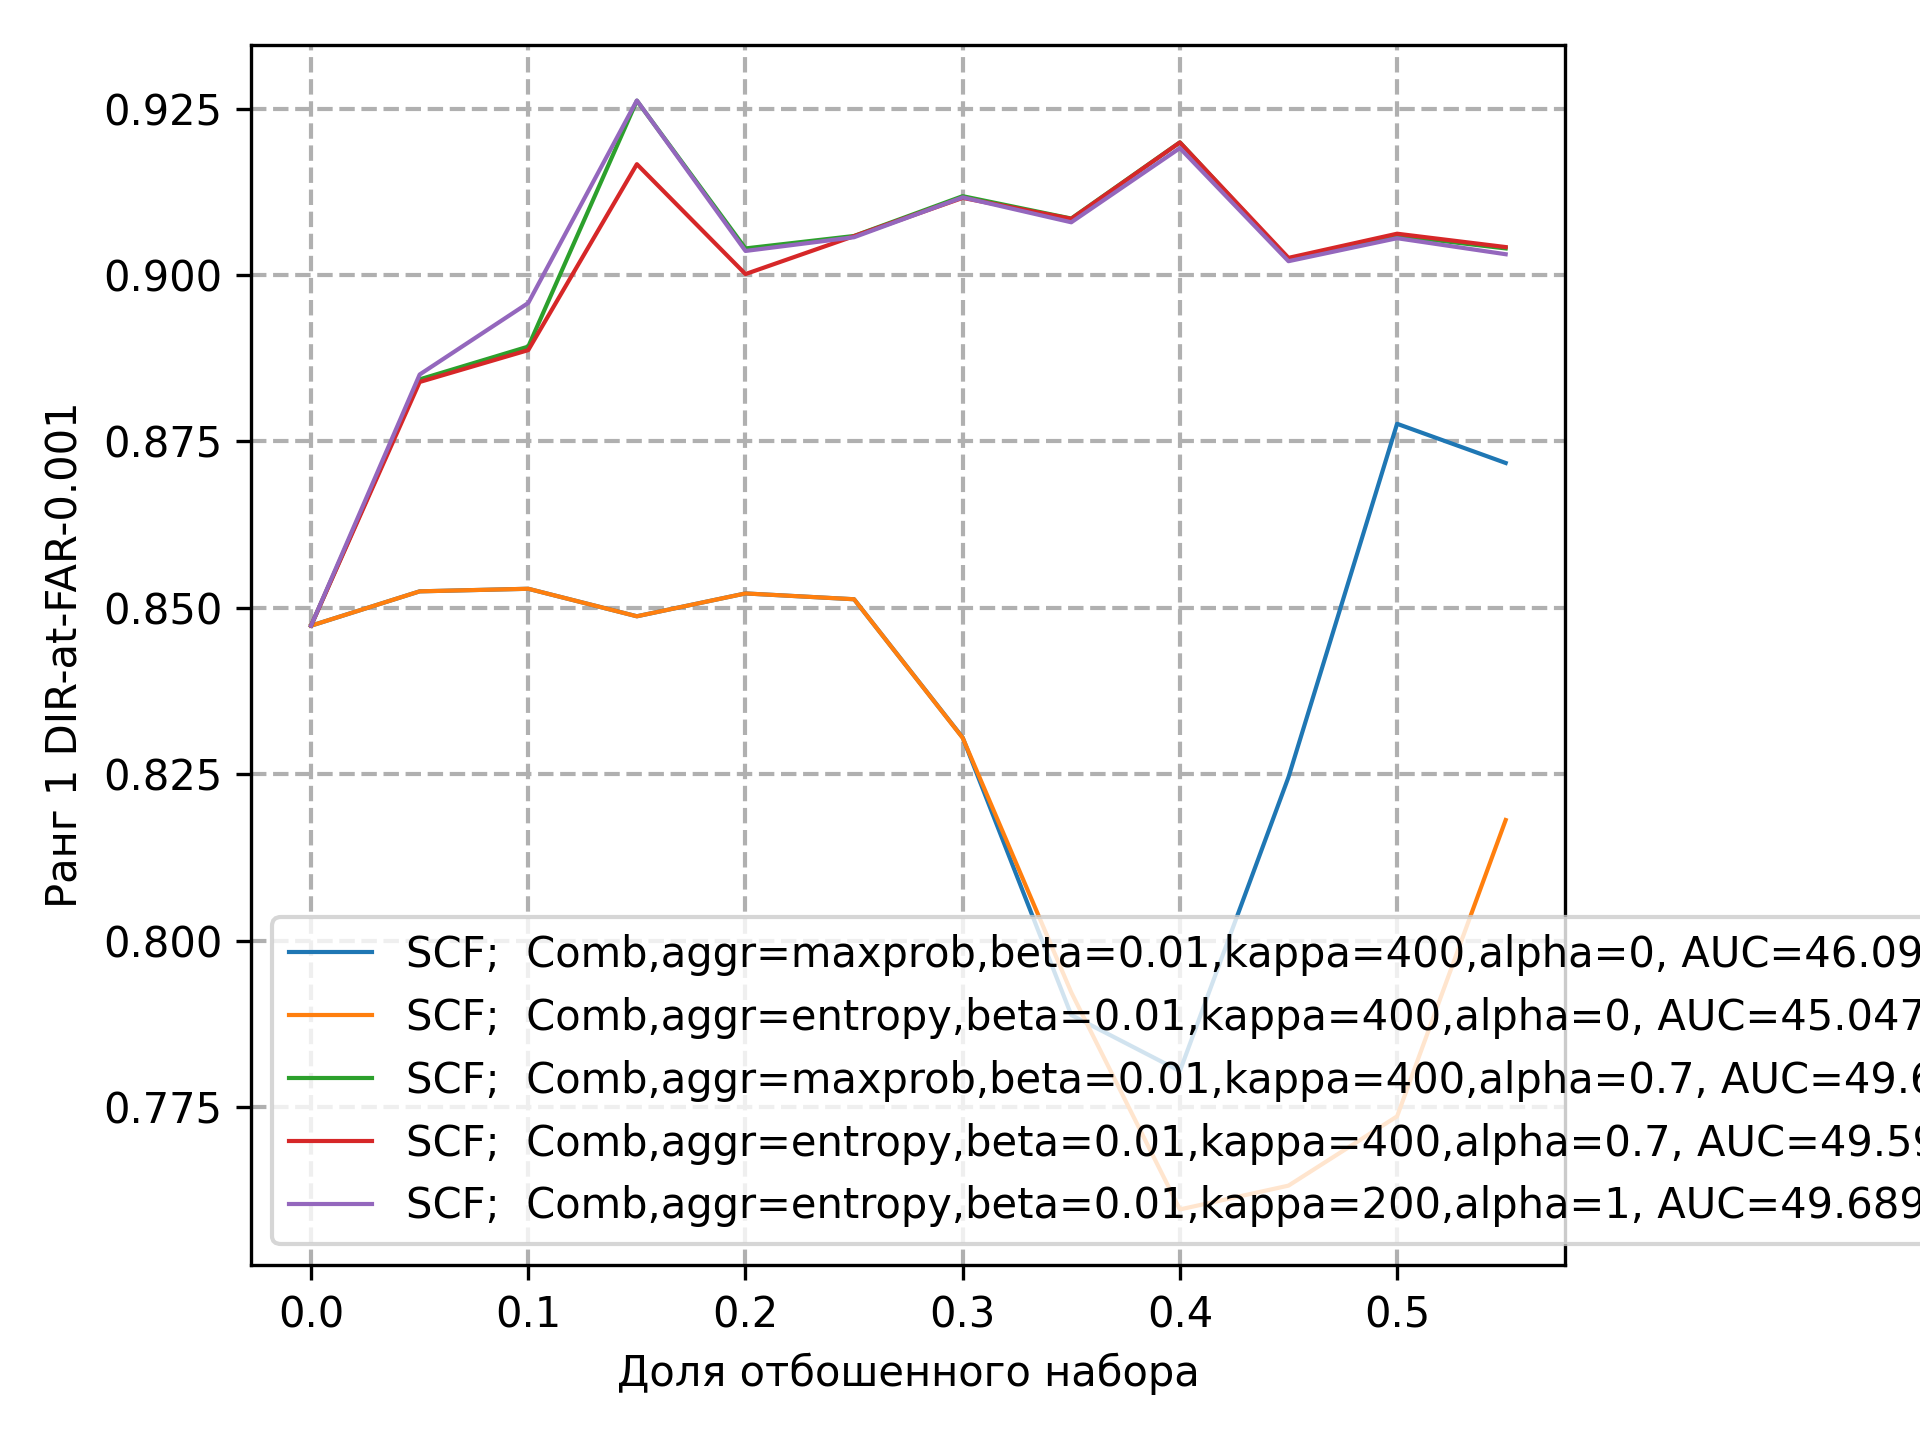 0.925
0.900
0.875
0.850
0.825
0.800
0.775
Ранг 1 DIR-at-FAR-0.001
SCF;  Comb,aggr=maxprob,beta=0.01,kappa=400,alpha=0, AUC=46.09
SCF;  Comb,aggr=entropy,beta=0.01,kappa=400,alpha=0, AUC=45.047
SCF;  Comb,aggr=maxprob,beta=0.01,kappa=400,alpha=0.7, AUC=49.6
SCF;  Comb,aggr=entropy,beta=0.01,kappa=400,alpha=0.7, AUC=49.59
SCF;  Comb,aggr=entropy,beta=0.01,kappa=200,alpha=1, AUC=49.689
0.0 0.1 0.2 0.3 0.4 0.5
Доля отбошенного набора